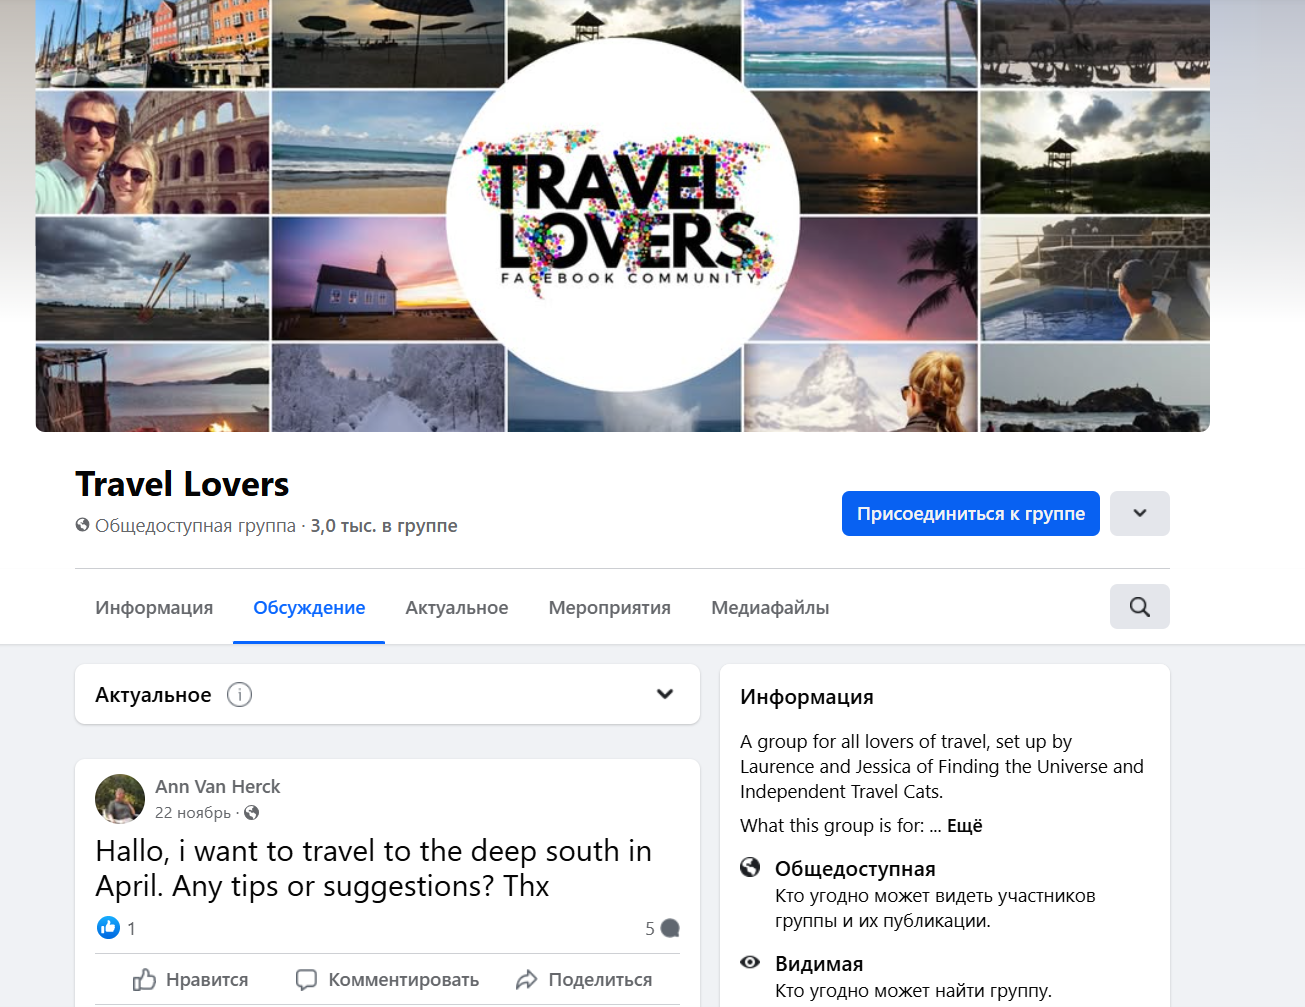 TRAVEL
LOVERS
FACEBOOK COMMUNITY
Travel Lovers
Общедоступная группа · 3,0 тыс. в группе
Присоединиться к группе
Информация
Обсуждение
Актуальное
Мероприятия
Медиафайлы
Актуальное
Ann Van Herck
22 ноябрь ·
Hallo, i want to travel to the deep south in
April. Any tips or suggestions? Thx
1
5
Нравится
Комментировать
Поделиться
Информация
A group for all lovers of travel, set up by
Laurence and Jessica of Finding the Universe and
Independent Travel Cats.
What this group is for: ... Ещё
Общедоступная
Кто угодно может видеть участников
группы и их публикации.
Видимая
Кто угодно может найти группу.